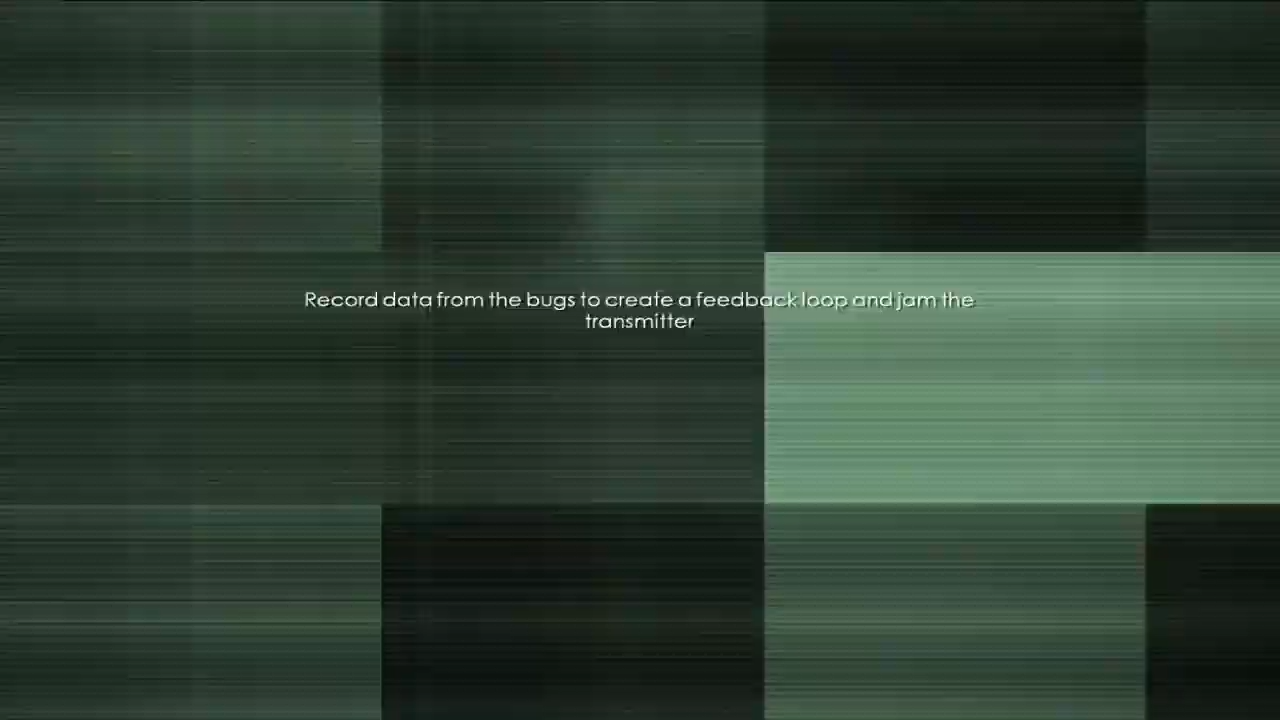 Record data from the bugs to create a feedback loop and jam the
transmitter